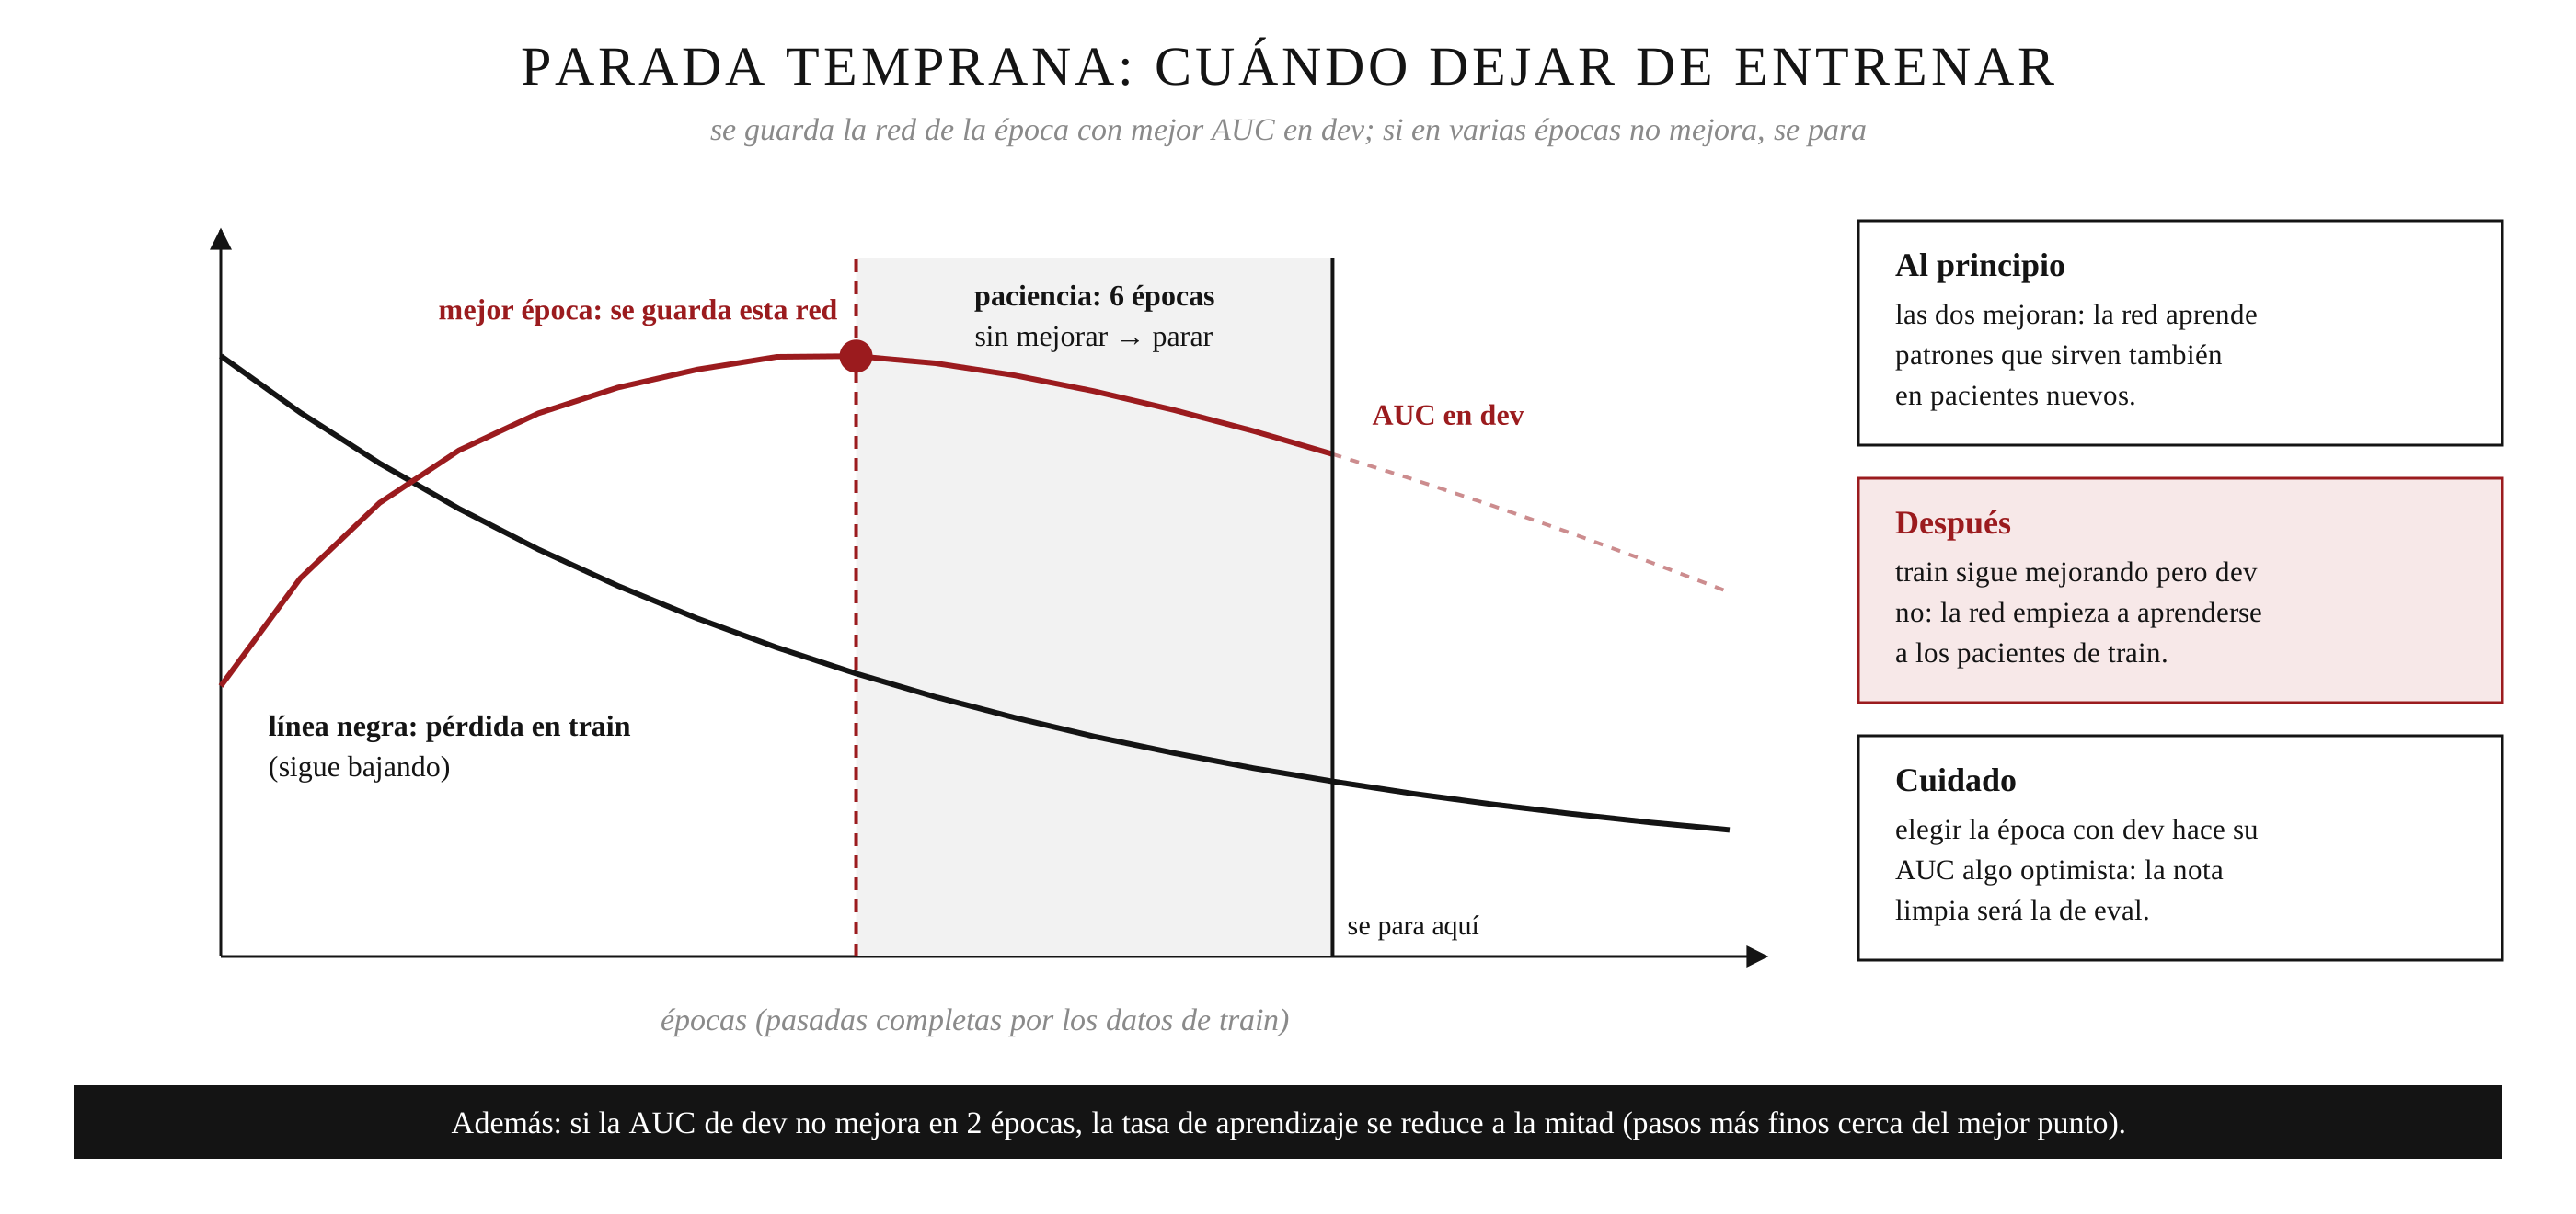 PARADA TEMPRANA: CUÁNDO DEJAR DE ENTRENAR
se guarda la red de la época con mejor AUC en dev; si en varias épocas no mejora, se para
mejor época: se guarda esta red
paciencia: 6 épocas
sin mejorar → parar
AUC en dev
línea negra: pérdida en train
(sigue bajando)
se para aquí
épocas (pasadas completas por los datos de train)
Al principio
las dos mejoran: la red aprende
patrones que sirven también
en pacientes nuevos.
Después
train sigue mejorando pero dev
no: la red empieza a aprenderse
a los pacientes de train.
Cuidado
elegir la época con dev hace su
AUC algo optimista: la nota
limpia será la de eval.
Además: si la AUC de dev no mejora en 2 épocas, la tasa de aprendizaje se reduce a la mitad (pasos más finos cerca del mejor punto).